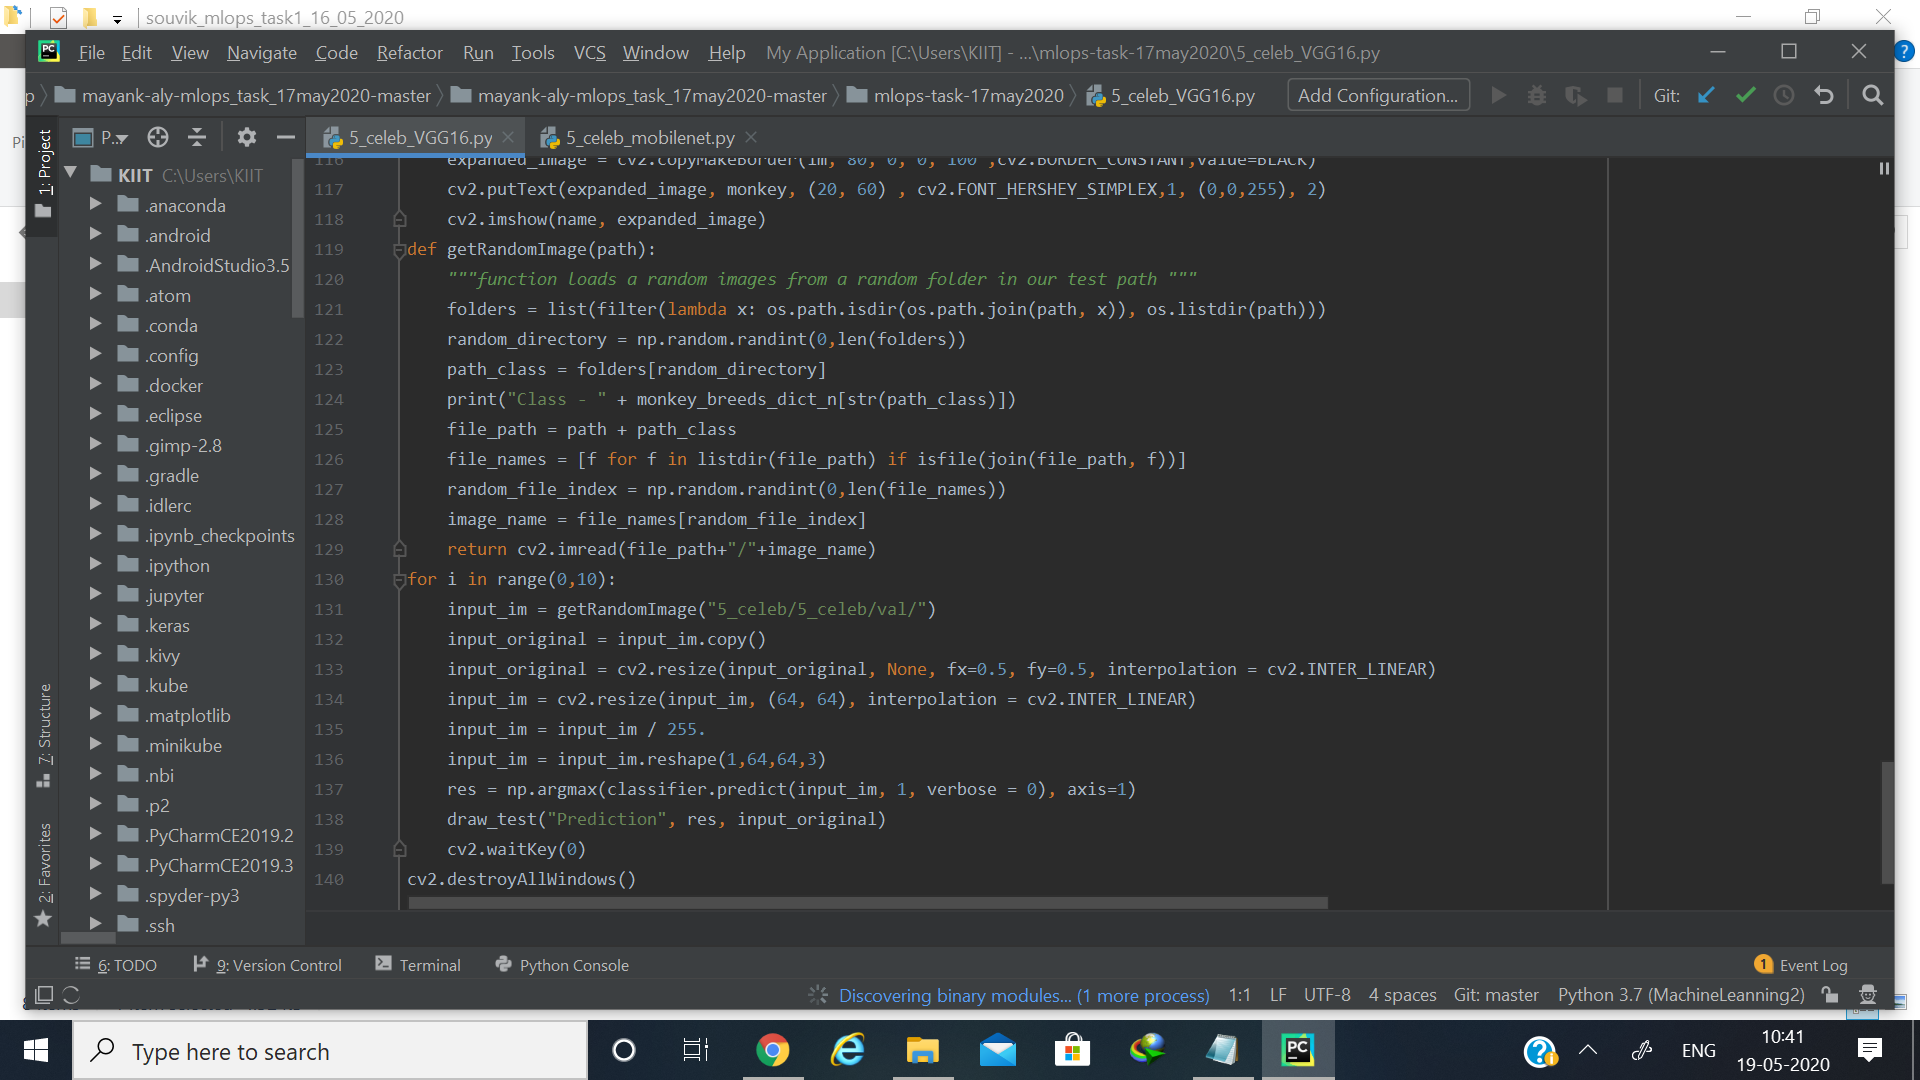 souvik_mlops_task1_16_05_2020
File Edit View Navigate Code Refactor Run Tools VCS Window Help My Application [C:\Users\KIIT] - ...\mlops-task-17may2020\5_celeb_VGG16.py
p mayank-aly-mlops_task_17may2020-master mayank-aly-mlops_task_17may2020-master mlops-task-17may2020 5_celeb_VGG16.py Add Configuration... Git:
1: Project
P..
5_celeb_VGG16.py 5_celeb_mobilenet.py
KIIT C:\Users\KIIT
.anaconda
.android
.AndroidStudio3.5
.atom
.conda
.config
.docker
.eclipse
.gimp-2.8
.gradle
.idlerc
.ipynb_checkpoints
.ipython
.jupyter
.keras
.kivy
.kube
.matplotlib
.minikube
.nbi
.p2
.PyCharmCE2019.2
.PyCharmCE2019.3
.spyder-py3
.ssh
7: Structure
2: Favorites
116 expanded_image = cv2.copyMakeBorder(im, 80, 0, 0, 100 ,cv2.BORDER_CONSTANT,value=BLACK)
117 cv2.putText(expanded_image, monkey, (20, 60) , cv2.FONT_HERSHEY_SIMPLEX,1, (0,0,255), 2)
118 cv2.imshow(name, expanded_image)
119 def getRandomImage(path):
120 """function loads a random images from a random folder in our test path """
121 folders = list(filter(lambda x: os.path.isdir(os.path.join(path, x)), os.listdir(path)))
122 random_directory = np.random.randint(0,len(folders))
123 path_class = folders[random_directory]
124 print("Class - " + monkey_breeds_dict_n[str(path_class)])
125 file_path = path + path_class
126 file_names = [f for f in listdir(file_path) if isfile(join(file_path, f))]
127 random_file_index = np.random.randint(0,len(file_names))
128 image_name = file_names[random_file_index]
129 return cv2.imread(file_path+"/"+image_name)
130 for i in range(0,10):
131 input_im = getRandomImage("5_celeb/5_celeb/val/")
132 input_original = input_im.copy()
133 input_original = cv2.resize(input_original, None, fx=0.5, fy=0.5, interpolation = cv2.INTER_LINEAR)
134 input_im = cv2.resize(input_im, (64, 64), interpolation = cv2.INTER_LINEAR)
135 input_im = input_im / 255.
136 input_im = input_im.reshape(1,64,64,3)
137 res = np.argmax(classifier.predict(input_im, 1, verbose = 0), axis=1)
138 draw_test("Prediction", res, input_original)
139 cv2.waitKey(0)
140 cv2.destroyAllWindows()
6: TODO 9: Version Control Terminal Python Console 1 Event Log
Discovering binary modules... (1 more process) 1:1 LF UTF-8 4 spaces Git: master Python 3.7 (MachineLeanning2)
Type here to search
ENG
10:41
19-05-2020